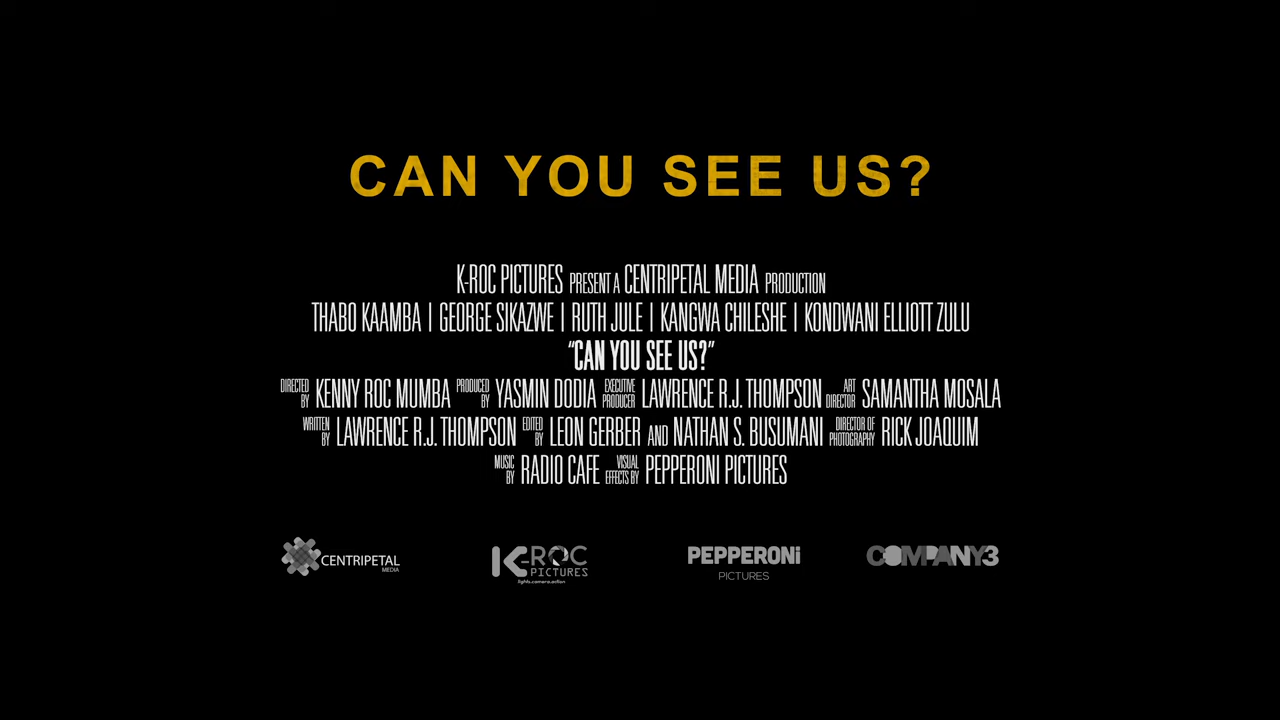 CAN YOU SEE US?
K-ROC PICTURES PRESENT A CENTRIPETAL MEDIA PRODUCTION
THABO KAAMBA | GEORGE SIKAZWE | RUTH JULE | KANGWA CHILESHE | KONDWANI ELLIOTT ZULU
“CAN YOU SEE US?”
DIRECTED BY KENNY ROC MUMBA PRODUCED BY YASMIN DODIA EXECUTIVE PRODUCER LAWRENCE R.J. THOMPSON ART DIRECTOR SAMANTHA MOSALA
WRITTEN BY LAWRENCE R.J. THOMPSON EDITED BY LEON GERBER AND NATHAN S. BUSUMANI DIRECTOR OF PHOTOGRAPHY RICK JOAQUIM
MUSIC BY RADIO CAFE VISUAL EFFECTS BY PEPPERONI PICTURES
CENTRIPETAL
MEDIA
K-ROC
PICTURES
lights.camera.action
PEPPERONi
PICTURES
COMPANY3